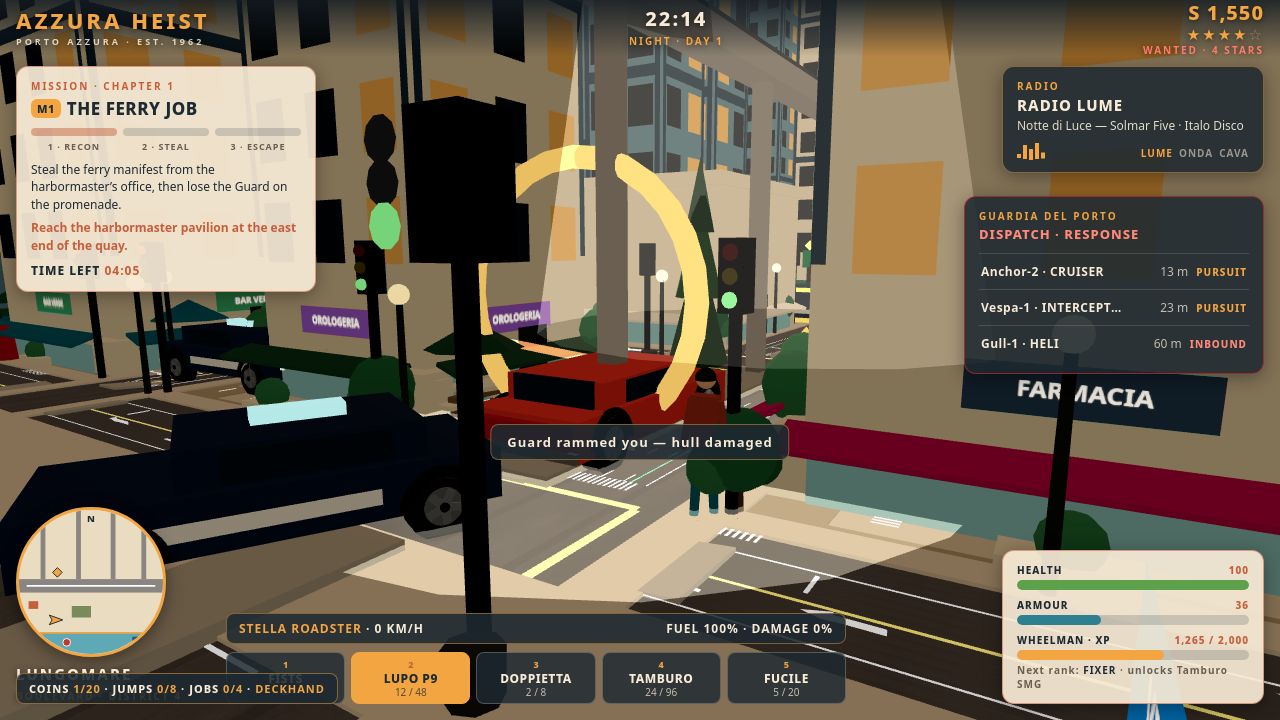 AZZURA HEIST
PORTO AZZURA · EST. 1962
22:14
NIGHT · DAY 1
S 1,550
★★★★☆
WANTED · 4 STARS
MISSION · CHAPTER 1
M1 THE FERRY JOB
1 · RECON 2 · STEAL 3 · ESCAPE
Steal the ferry manifest from the
harbormaster’s office, then lose the Guard on
the promenade.
Reach the harbormaster pavilion at the east
end of the quay.
TIME LEFT 04:05
RADIO
RADIO LUME
Notte di Luce — Solmar Five · Italo Disco
LUME ONDA CAVA
GUARDIA DEL PORTO
DISPATCH · RESPONSE
Anchor-2 · CRUISER 13 m PURSUIT
Vespa-1 · INTERCEPT… 23 m PURSUIT
Gull-1 · HELI 60 m INBOUND
OROLOGERIA
OROLOGERIA
FARMACIA
Guard rammed you — hull damaged
N
LUNGOMARE
COINS 1/20 · JUMPS 0/8 · JOBS 0/4 · DECKHAND
STELLA ROADSTER · 0 KM/H FUEL 100% · DAMAGE 0%
1
FISTS
2
LUPO P9
12 / 48
3
DOPPIETTA
2 / 8
4
TAMBURO
24 / 96
5
FUCILE
5 / 20
HEALTH 100
ARMOUR 36
WHEELMAN · XP 1,265 / 2,000
Next rank: FIXER · unlocks Tamburo
SMG